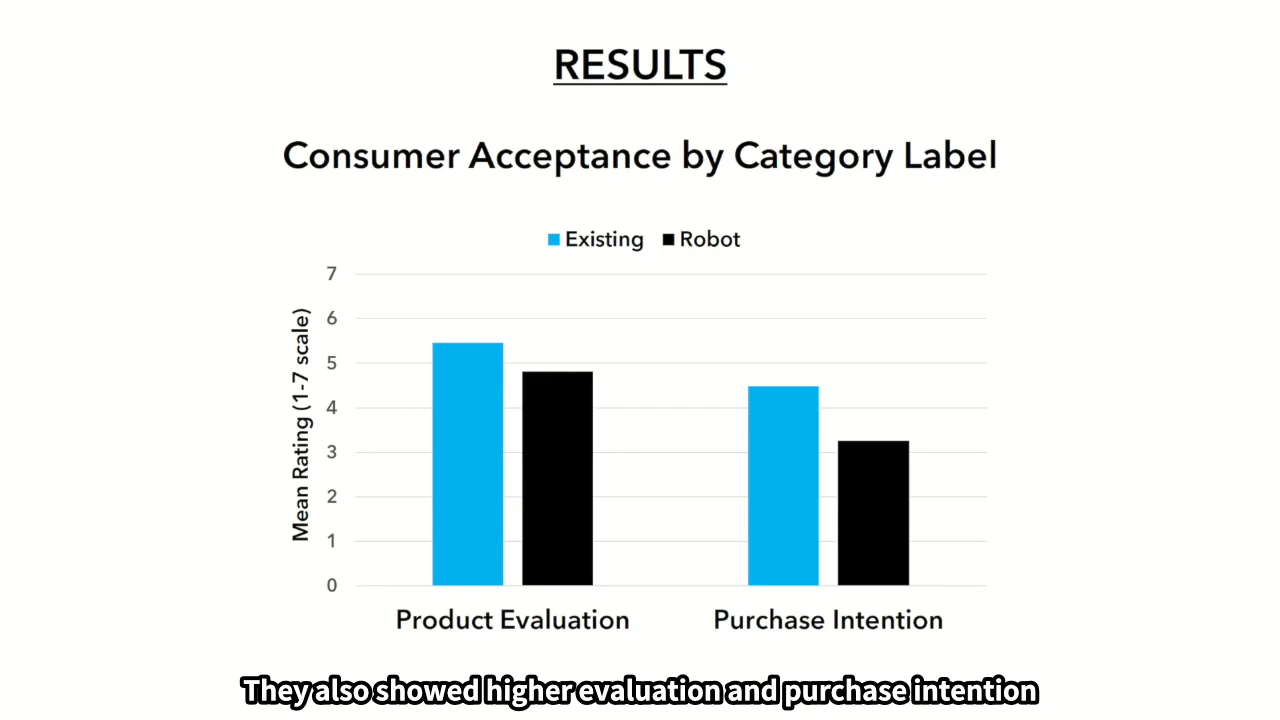 RESULTS
Consumer Acceptance by Category Label
Existing Robot
Mean Rating (1-7 scale)
7
6
5
4
3
2
1
0
Product Evaluation Purchase Intention
They also showed higher evaluation and purchase intention